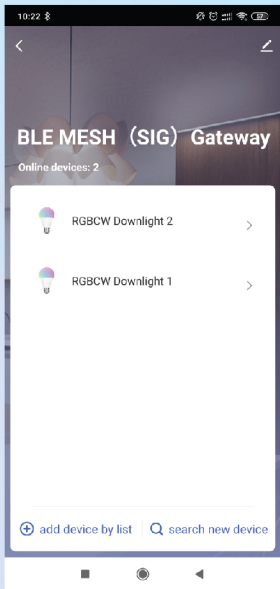 10:22
BLE MESH（SIG）Gateway
Online devices: 2
RGBCW Downlight 2
RGBCW Downlight 1
add device by list
search new device